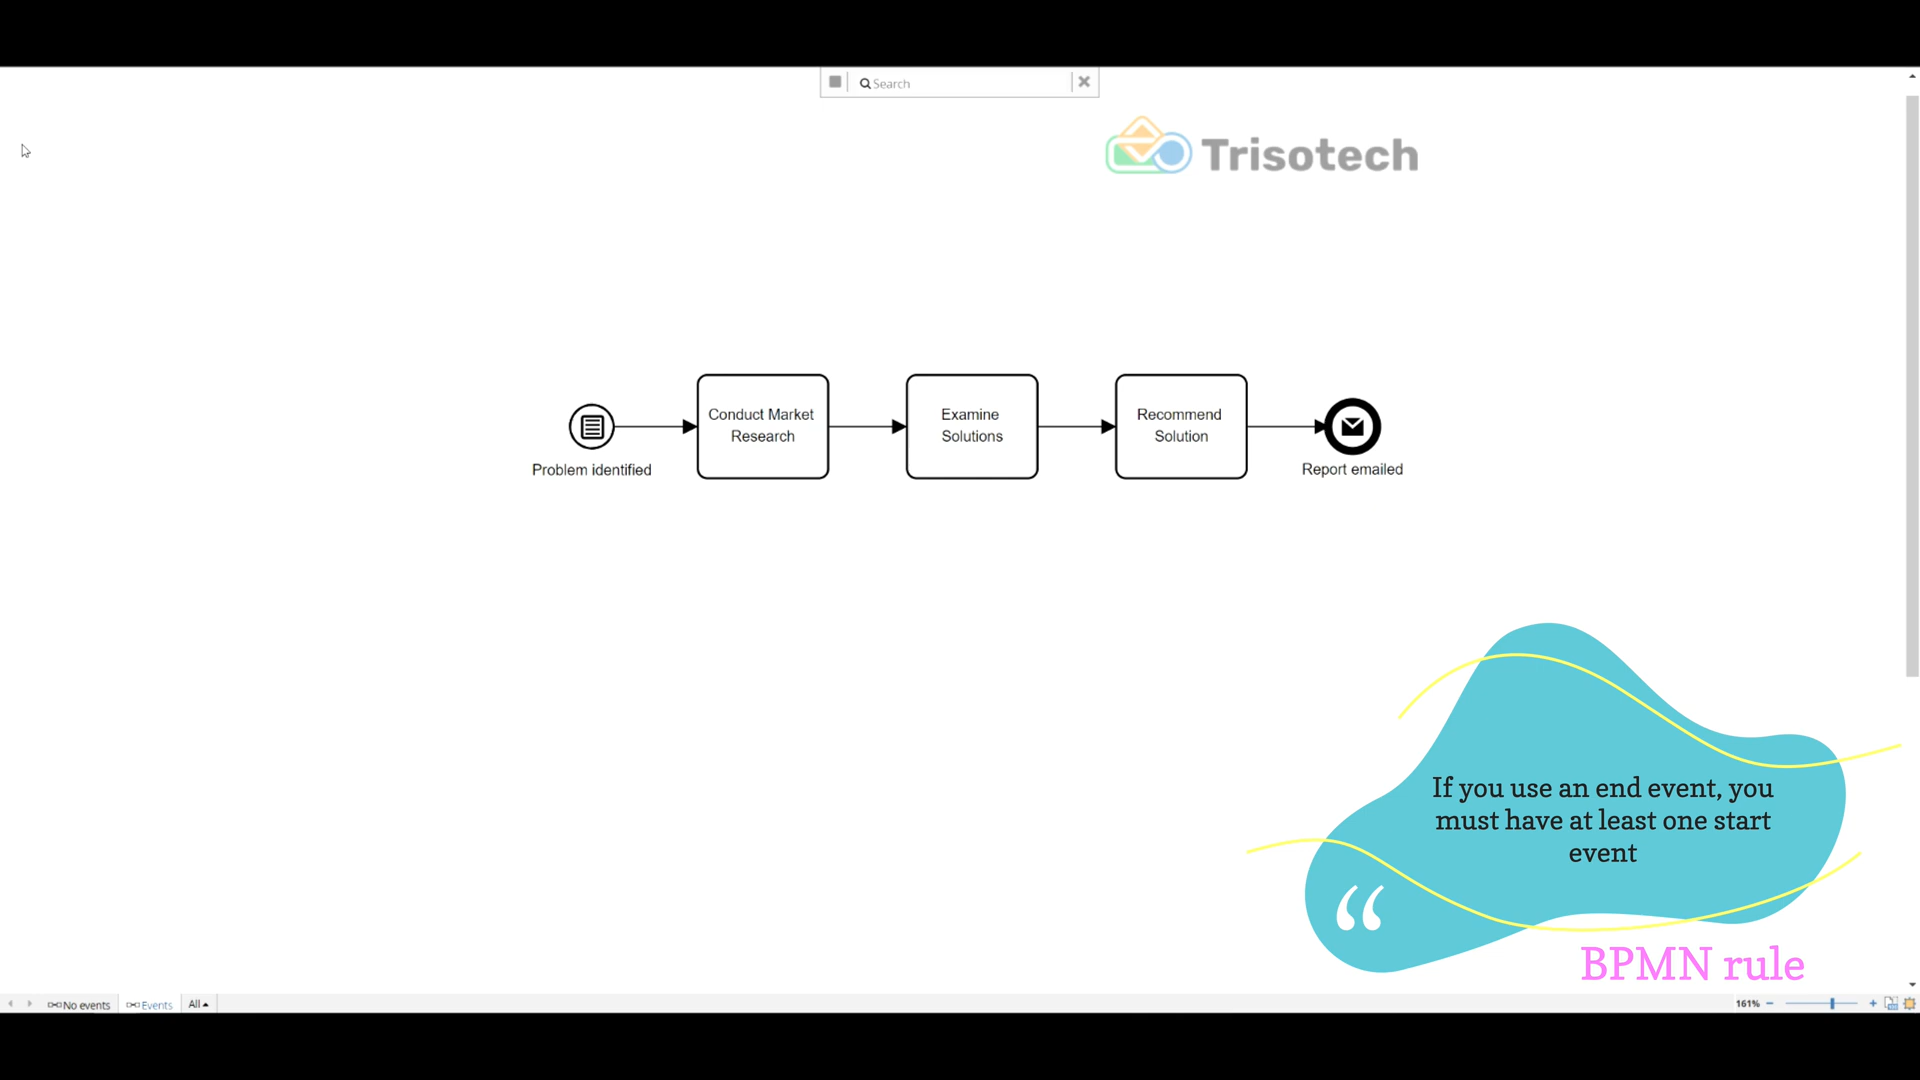 Search
Trisotech
Conduct Market
Research
Examine
Solutions
Recommend
Solution
Problem identified
Report emailed
If you use an end event, you
must have at least one start
event
“
BPMN rule
No events
Events
All
161%